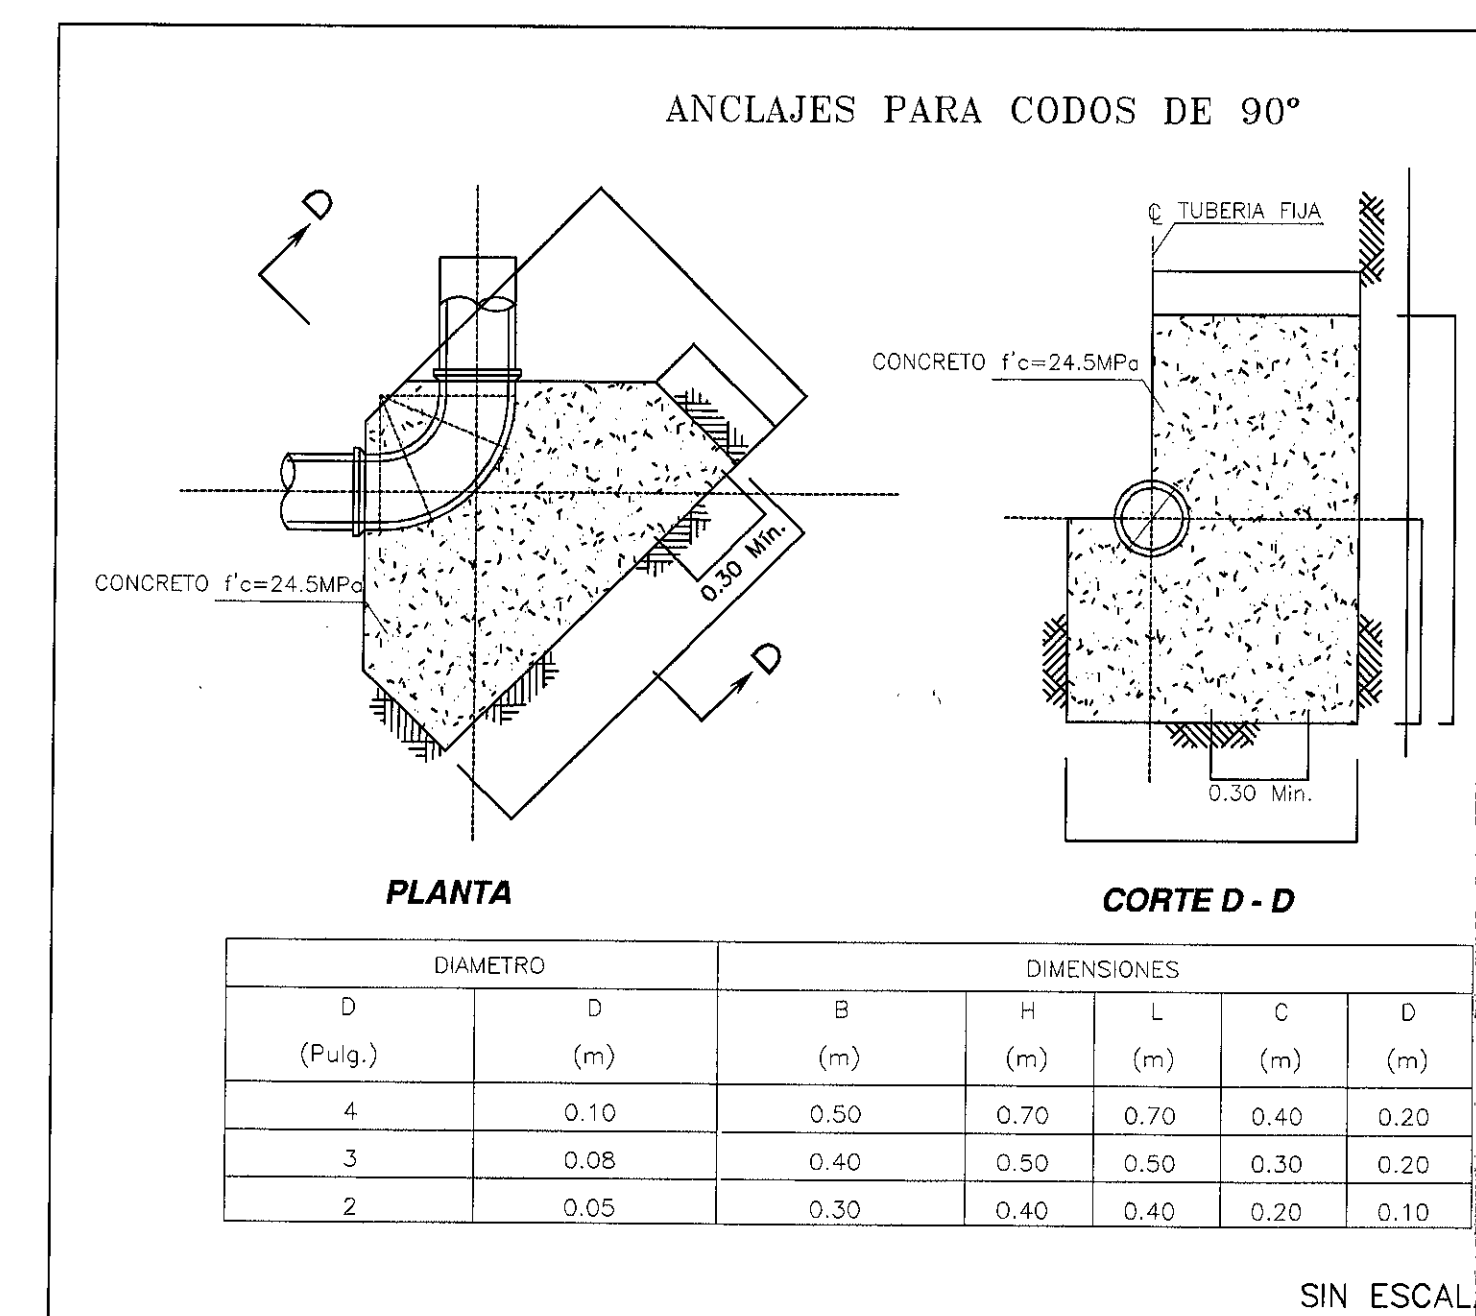 ANCLAJES PARA CODOS DE 90°
D
℄ TUBERIA FIJA
CONCRETO f'c=24.5MPa
CONCRETO f'c=24.5MPa
0.30 Mín.
D
0.30 Min.
PLANTA
CORTE D - D
DIAMETRO DIMENSIONES
D D B H L C D
(Pulg.) (m) (m) (m) (m) (m) (m)
4 0.10 0.50 0.70 0.70 0.40 0.20
3 0.08 0.40 0.50 0.50 0.30 0.20
2 0.05 0.30 0.40 0.40 0.20 0.10
SIN ESCAL